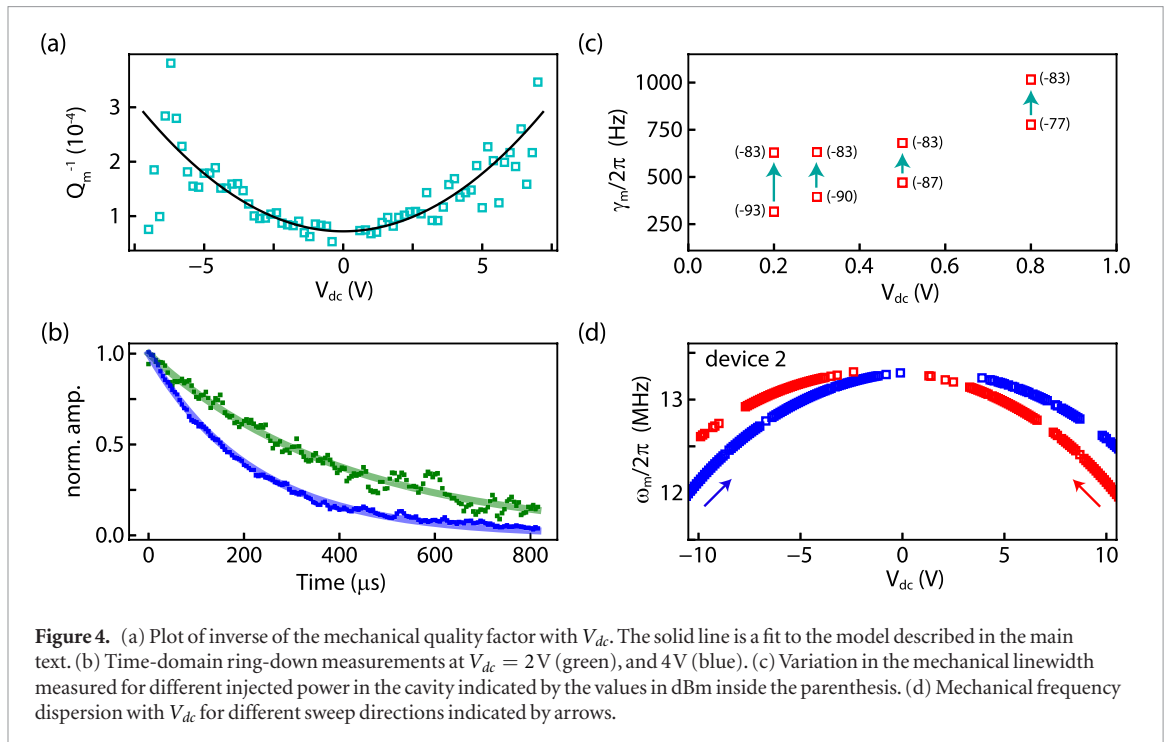 (a)
Q_m^-1 (10^-4)
3
2
1
−5
0
5
V_dc (V)
(c)
γ_m/2π (Hz)
1000
750
500
250
(-83)
(-77)
(-83)
(-83)
(-83)
(-87)
(-93)
(-90)
0.0
0.2
0.4
0.6
0.8
1.0
V_dc (V)
(b)
norm. amp.
1.0
0.5
0.0
0
200
400
600
800
Time (μs)
(d)
device 2
ω_m/2π (MHz)
13
12
−10
−5
0
5
10
V_dc (V)
Figure 4. (a) Plot of inverse of the mechanical quality factor with V_dc. The solid line is a fit to the model described in the main
text. (b) Time-domain ring-down measurements at V_dc = 2 V (green), and 4 V (blue). (c) Variation in the mechanical linewidth
measured for different injected power in the cavity indicated by the values in dBm inside the parenthesis. (d) Mechanical frequency
dispersion with V_dc for different sweep directions indicated by arrows.